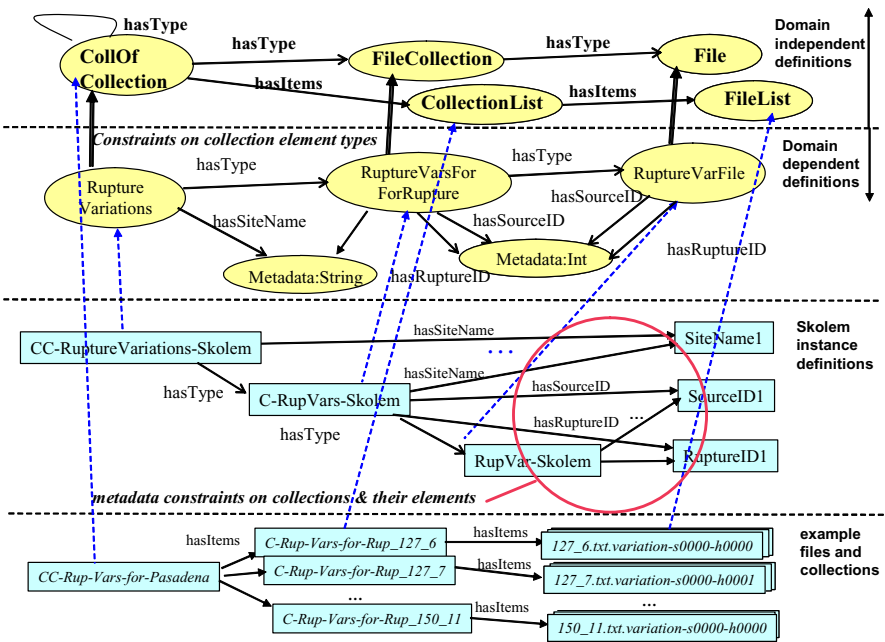 hasType
Domain
independent
definitions
CollOf
Collection
hasType
FileCollection
hasType
File
hasItems
CollectionList
hasItems
FileList
Constraints on collection element types
Domain
dependent
definitions
hasType
Rupture
Variations
RuptureVarsFor
ForRupture
hasType
RuptureVarFile
hasSiteName
hasSourceID
hasSourceID
Metadata:String
hasRuptureID
Metadata:Int
hasRuptureID
Skolem
instance
definitions
CC-RuptureVariations-Skolem
hasSiteName
SiteName1
...
hasType
hasSiteName
C-RupVars-Skolem
hasSourceID
SourceID1
...
hasType
hasRuptureID
RupVar-Skolem
RuptureID1
metadata constraints on collections & their elements
example
files and
collections
hasItems
C-Rup-Vars-for-Rup_127_6
hasItems
127_6.txt.variation-s0000-h0000
CC-Rup-Vars-for-Pasadena
C-Rup-Vars-for-Rup_127_7
hasItems
127_7.txt.variation-s0000-h0001
...
...
C-Rup-Vars-for-Rup_150_11
hasItems
150_11.txt.variation-s0000-h0000